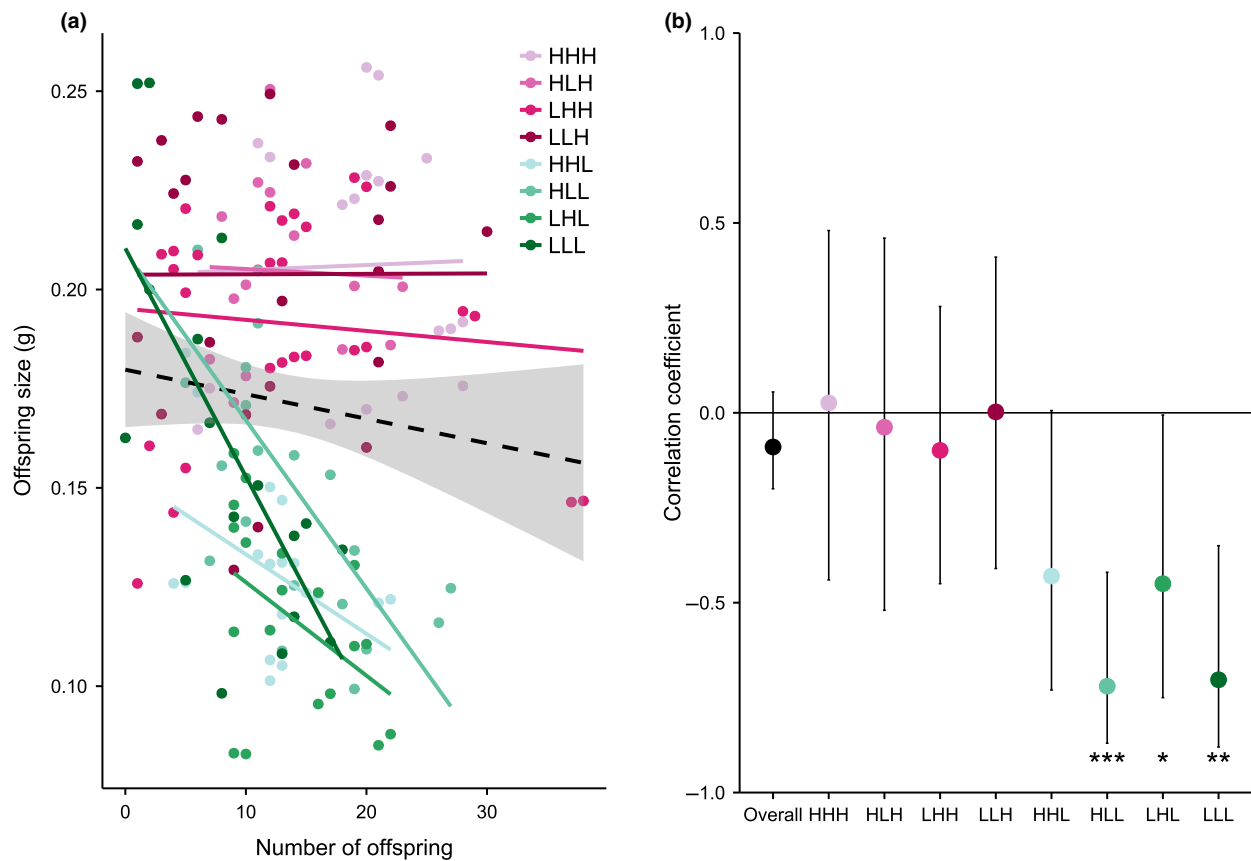 (a)
HHH
HLH
LHH
LLH
HHL
HLL
LHL
LLL
0.25
0.20
0.15
0.10
Offspring size (g)
0 10 20 30
Number of offspring
(b)
1.0
0.5
0.0
–0.5
–1.0
Correlation coefficient
*** * **
Overall HHH HLH LHH LLH HHL HLL LHL LLL